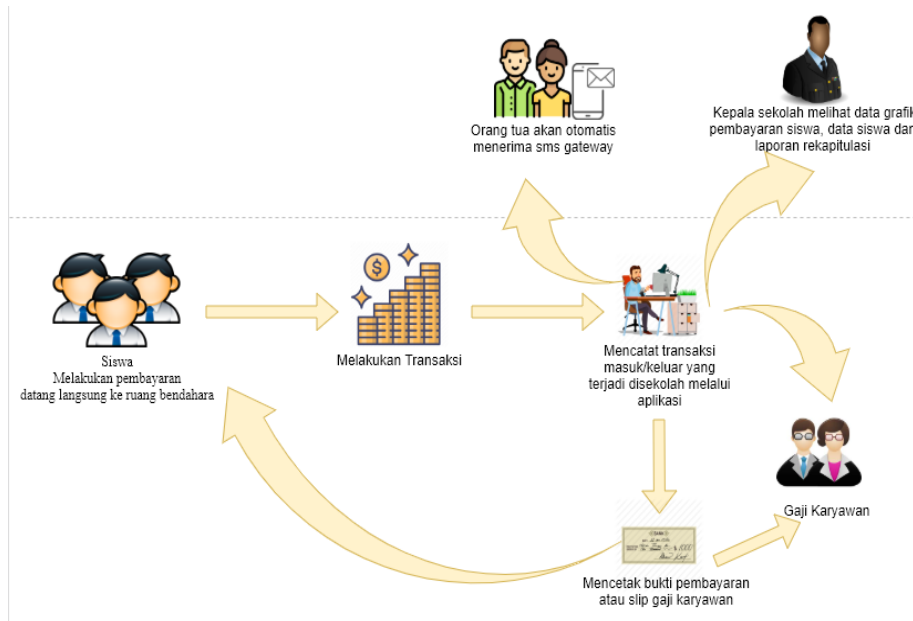 Orang tua akan otomatis
menerima sms gateway
Kepala sekolah melihat data grafik
pembayaran siswa, data siswa dan
laporan rekapitulasi
Siswa
Melakukan pembayaran
datang langsung ke ruang bendahara
Melakukan Transaksi
Mencatat transaksi
masuk/keluar yang
terjadi disekolah melalui
aplikasi
Gaji Karyawan
Mencetak bukti pembayaran
atau slip gaji karyawan